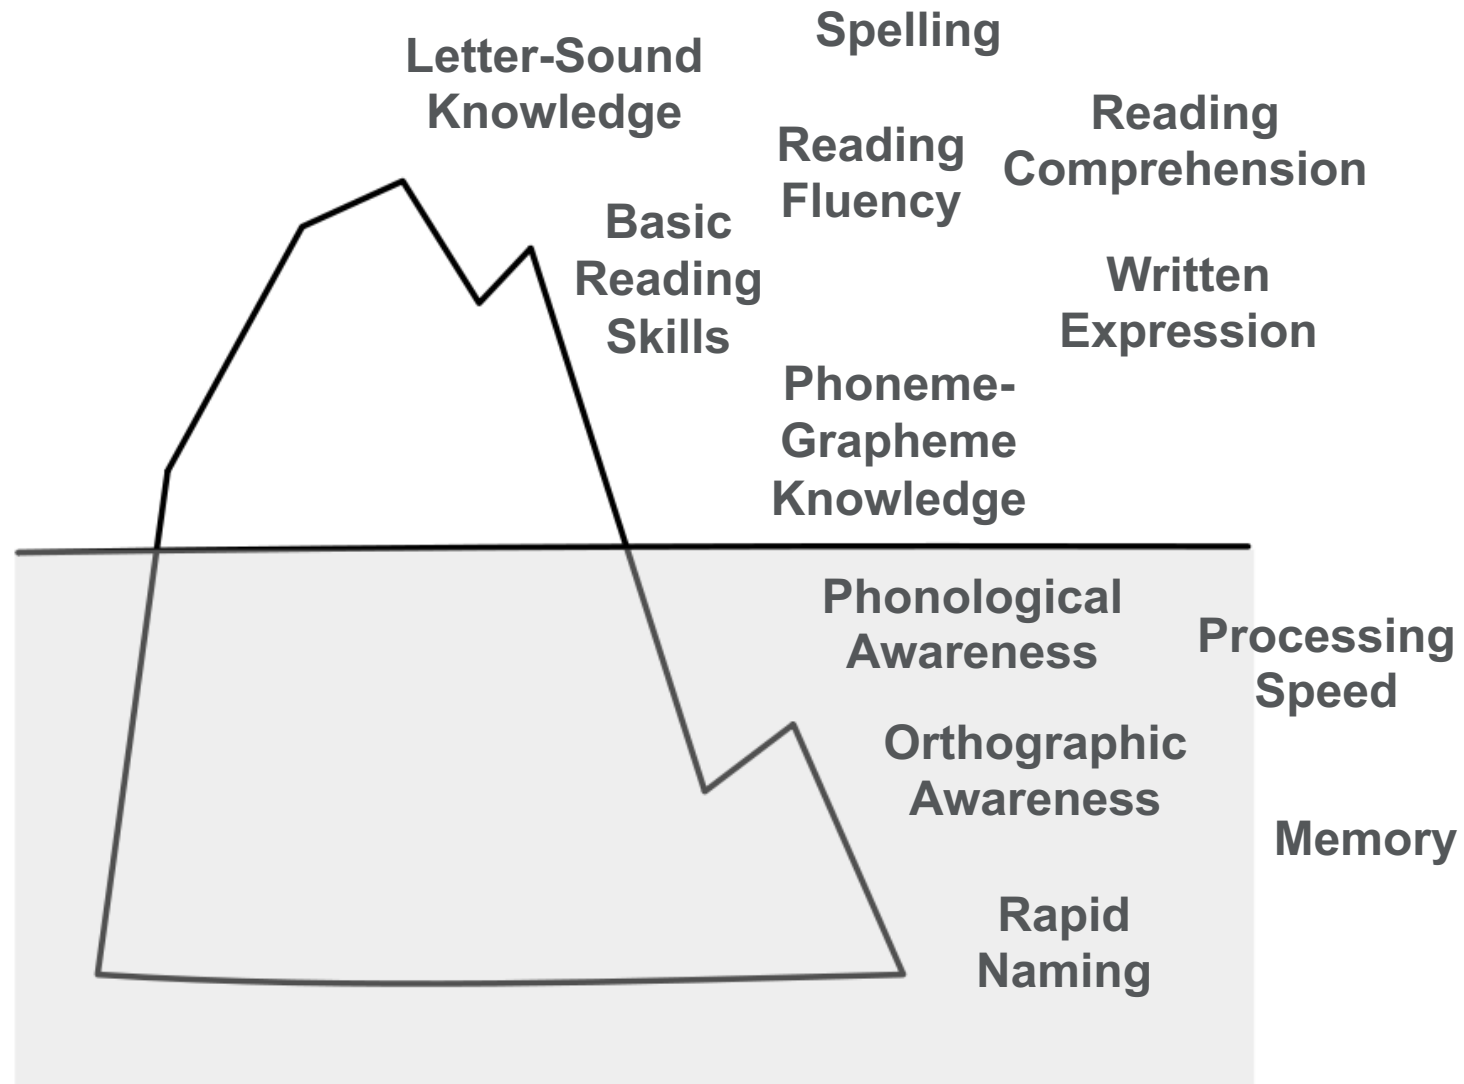 Spelling
Letter-Sound
Knowledge
Reading
Fluency
Reading
Comprehension
Basic
Reading
Skills
Written
Expression
Phoneme-
Grapheme
Knowledge
Phonological
Awareness
Processing
Speed
Orthographic
Awareness
Memory
Rapid
Naming